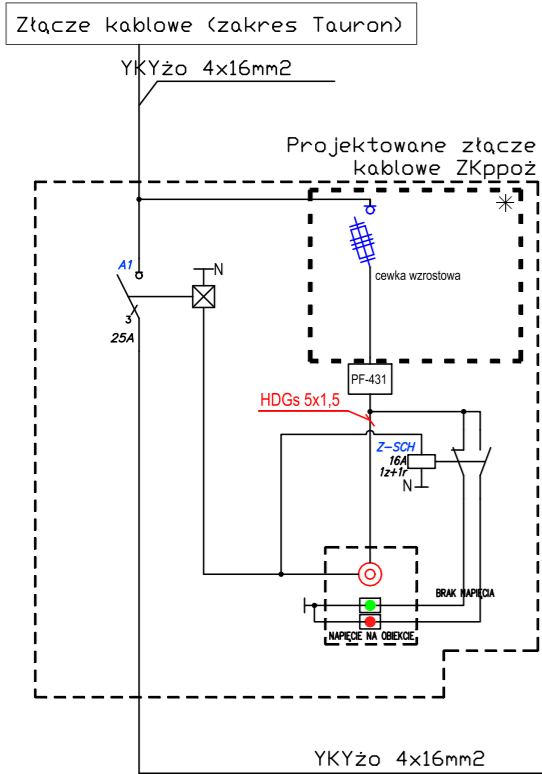 Złącze kablowe (zakres Tauron)
YKYżo 4x16mm2
Projektowane złącze
kablowe ZKppoż
A1
N
cewka wzrostowa
3
25A
PF-431
HDGs 5x1,5
Z-SCH
16A
1z+1r
N
BRAK NAPIĘCIA
NAPIĘCIE NA OBIEKCIE
YKYżo 4x16mm2